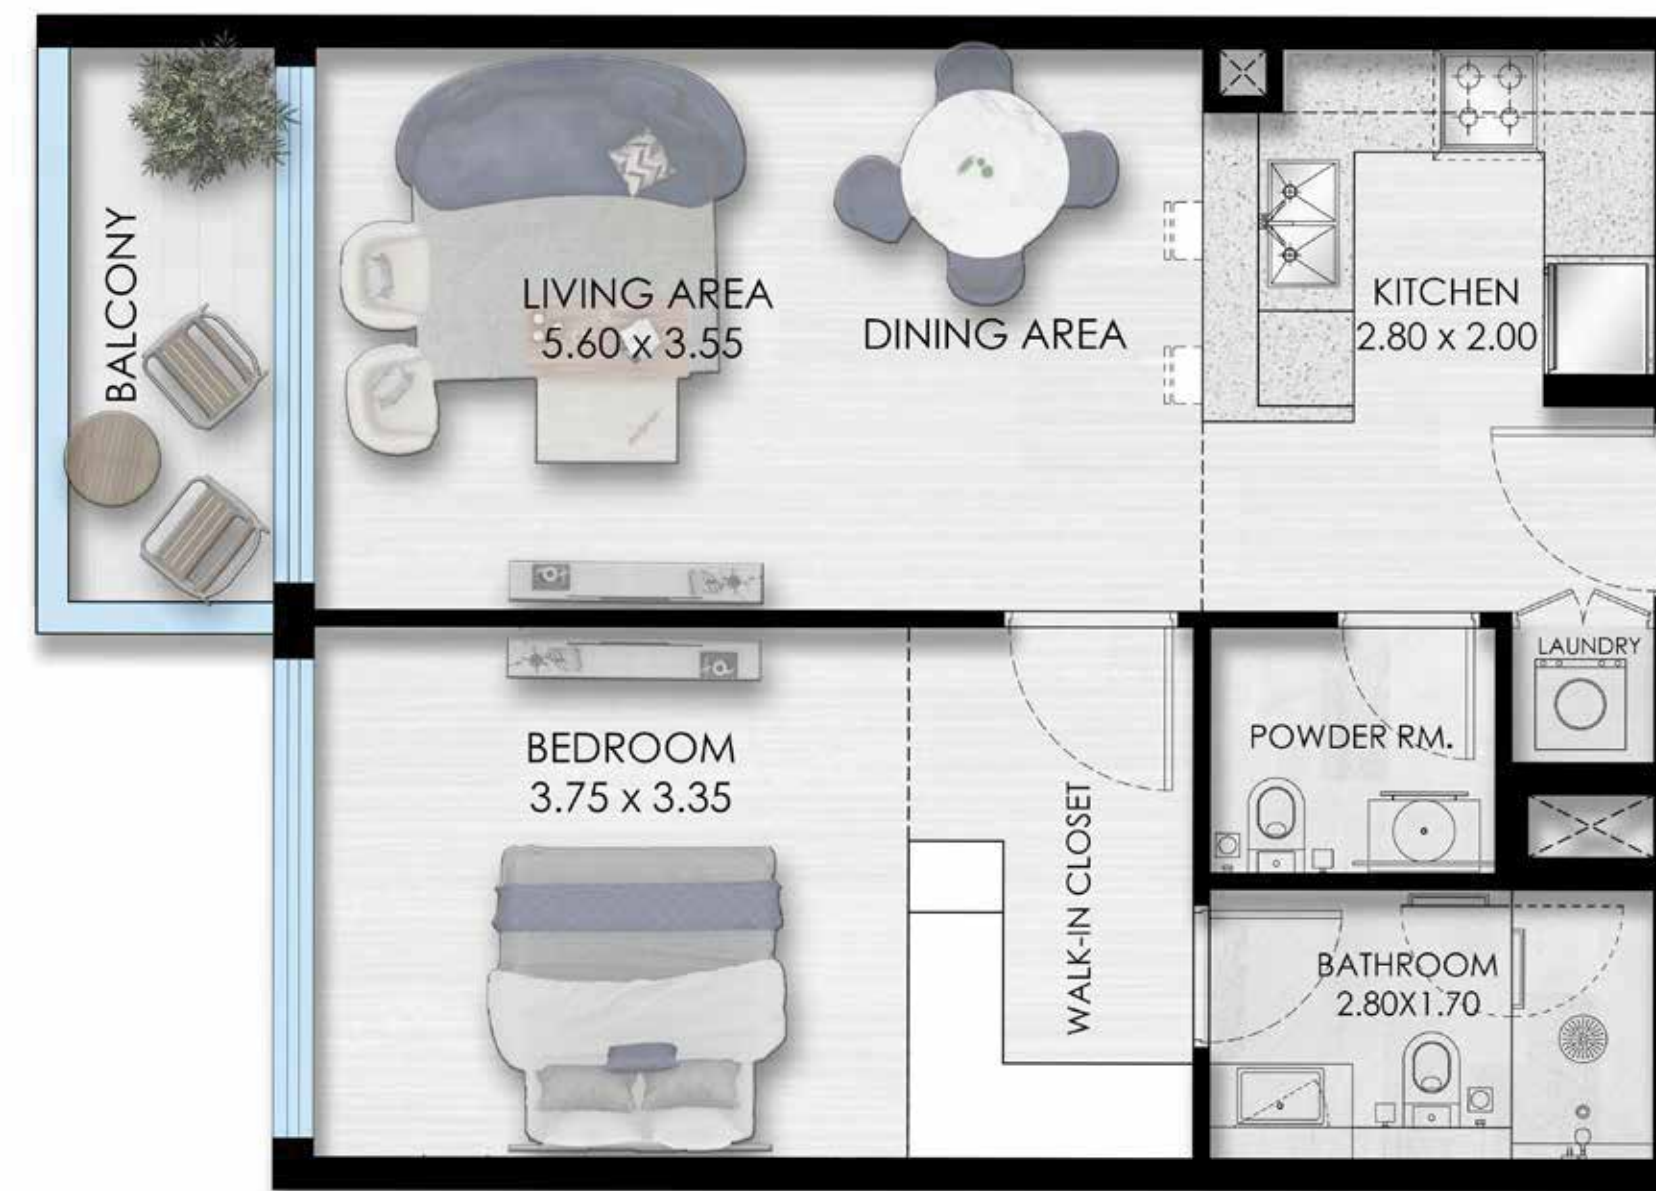 BALCONY
LIVING AREA
5.60 x 3.55
DINING AREA
KITCHEN
2.80 x 2.00
LAUNDRY
BEDROOM
3.75 x 3.35
POWDER RM.
WALK-IN CLOSET
BATHROOM
2.80X1.70